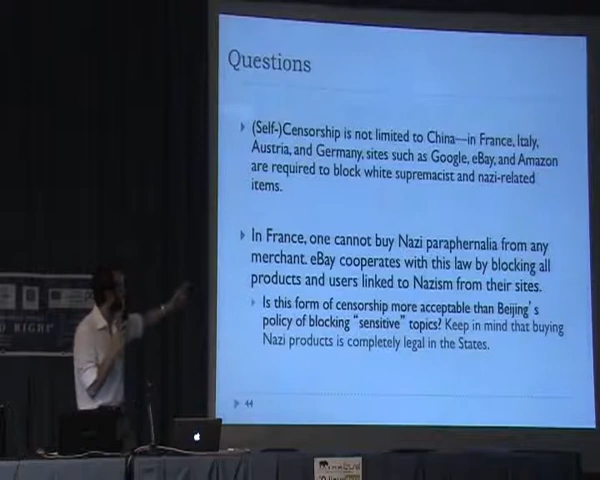 Questions
(Self-)Censorship is not limited to China—in France, Italy,
Austria, and Germany, sites such as Google, eBay, and Amazon
are required to block white supremacist and nazi-related
items.
In France, one cannot buy Nazi paraphernalia from any
merchant. eBay cooperates with this law by blocking all
products and users linked to Nazism from their sites.
Is this form of censorship more acceptable than Beijing's
policy of blocking "sensitive" topics? Keep in mind that buying
Nazi products is completely legal in the States.
44
RIGHT